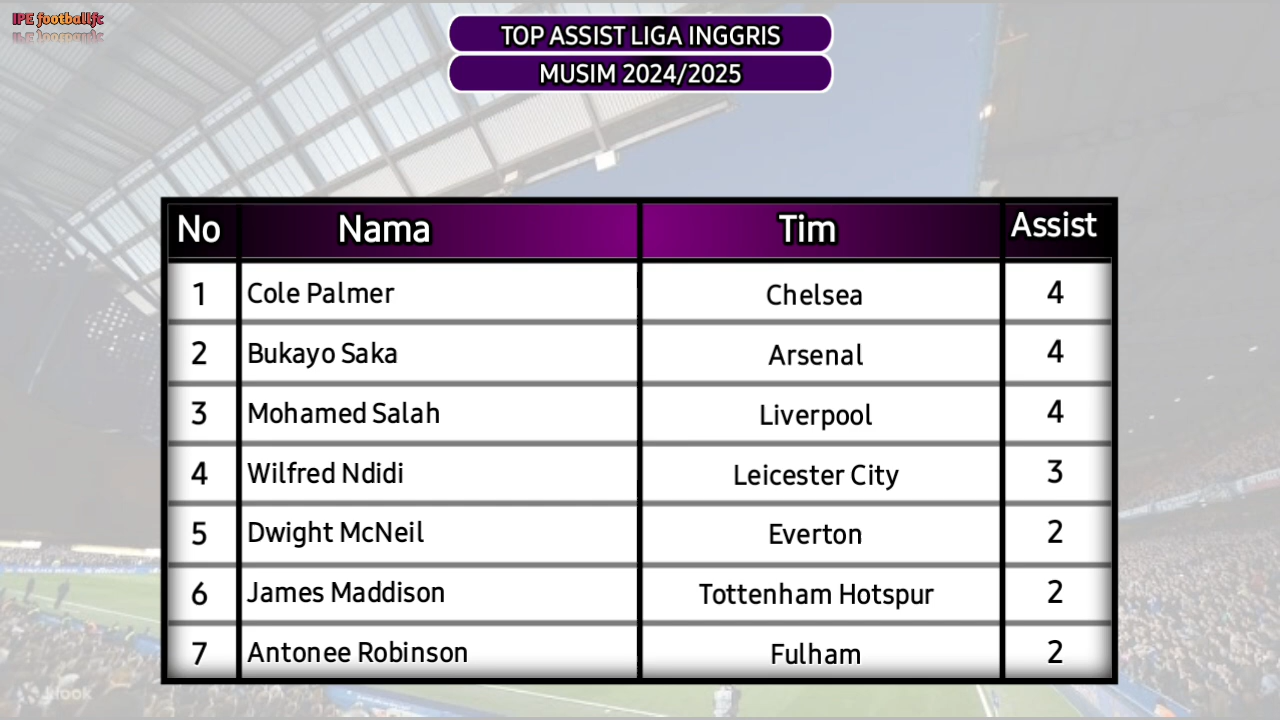 IPE footballfc
TOP ASSIST LIGA INGGRIS
MUSIM 2024/2025
No Nama Tim Assist
1 Cole Palmer Chelsea 4
2 Bukayo Saka Arsenal 4
3 Mohamed Salah Liverpool 4
4 Wilfred Ndidi Leicester City 3
5 Dwight McNeil Everton 2
6 James Maddison Tottenham Hotspur 2
7 Antonee Robinson Fulham 2
klook